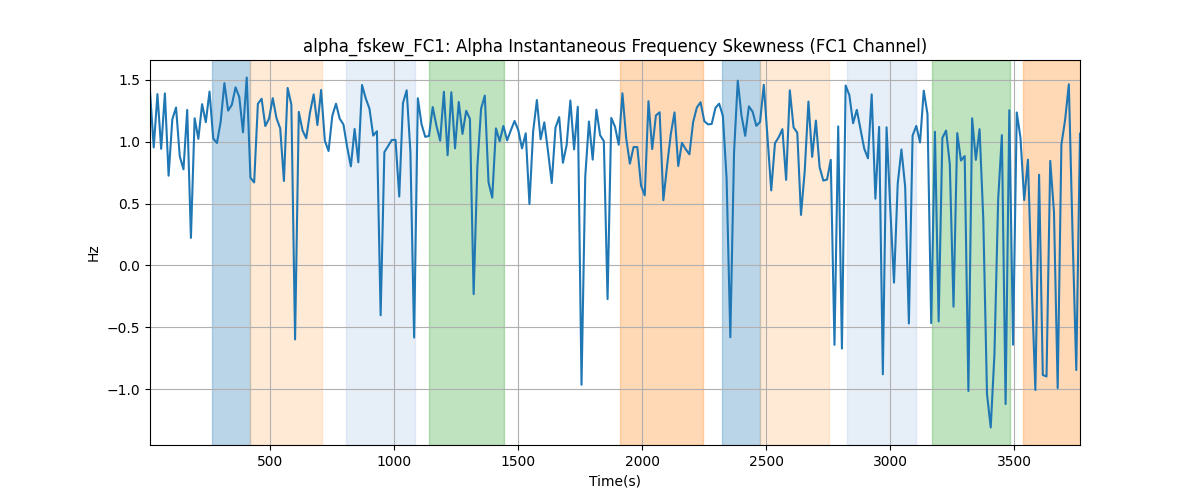 alpha_fskew_FC1: Alpha Instantaneous Frequency Skewness (FC1 Channel)
1.5
1.0
0.5
0.0
−0.5
−1.0
Hz
500 1000 1500 2000 2500 3000 3500
Time(s)